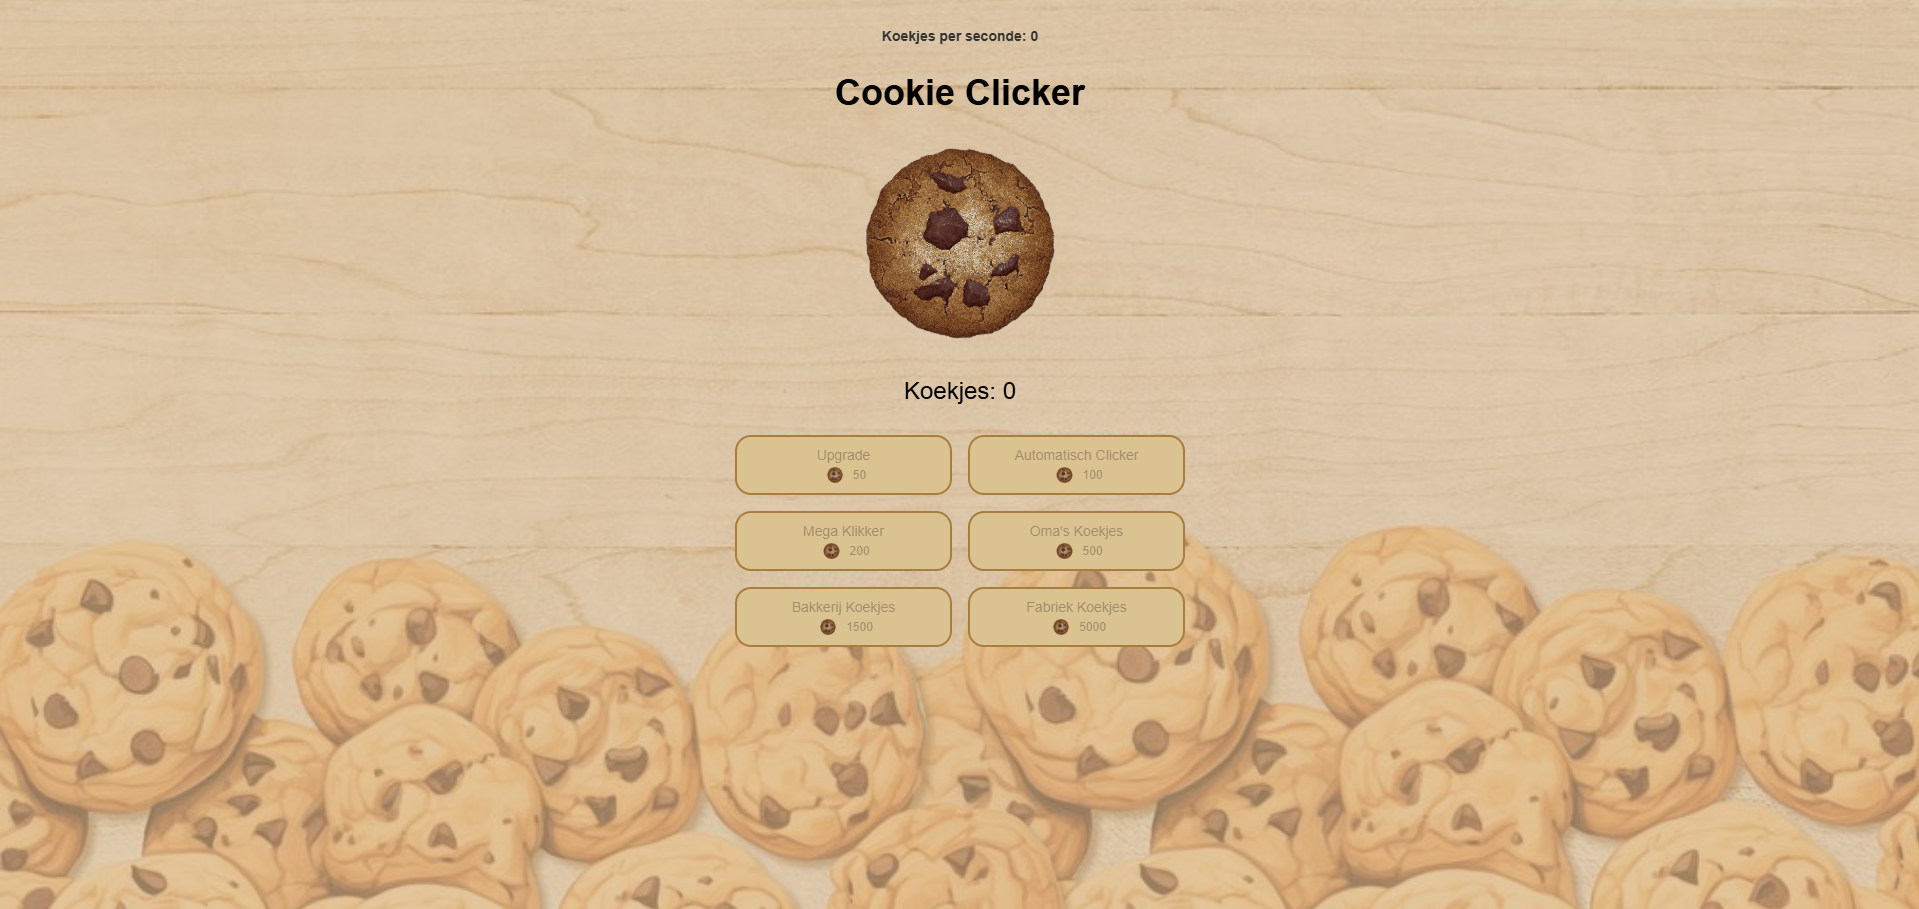 Koekjes per seconde: 0
Cookie Clicker
Koekjes: 0
Upgrade
50
Automatisch Clicker
100
Mega Klikker
200
Oma's Koekjes
500
Bakkerij Koekjes
1500
Fabriek Koekjes
5000